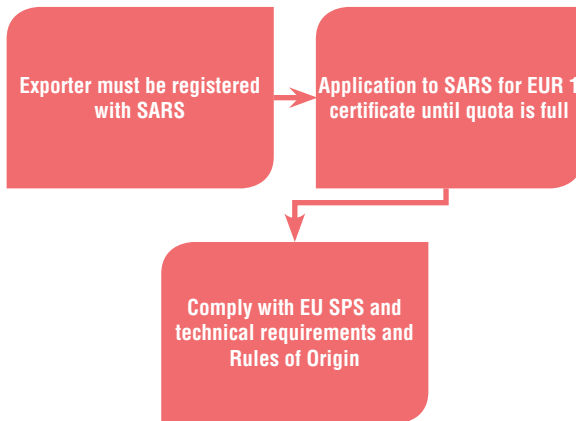 Exporter must be registered
with SARS
Application to SARS for EUR 1
certificate until quota is full
Comply with EU SPS and
technical requirements and
Rules of Origin